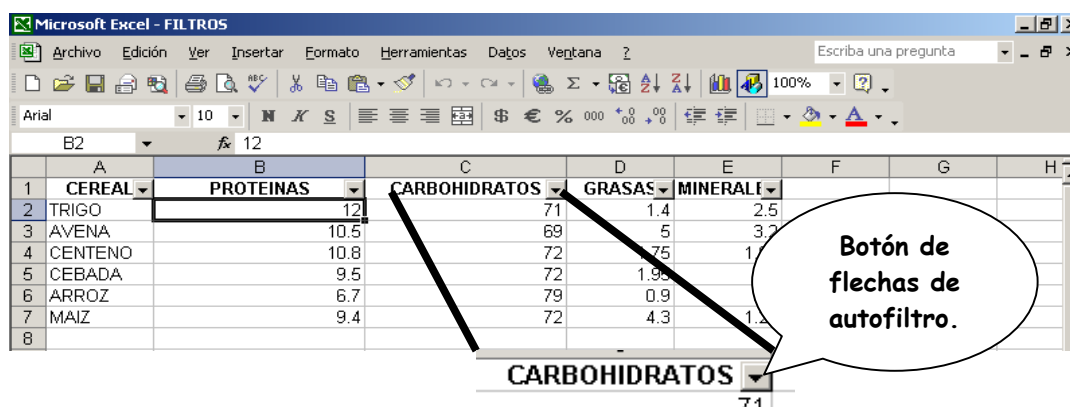 Microsoft Excel - FILTROS
Archivo Edición Ver Insertar Formato Herramientas Datos Ventana ? Escriba una pregunta
100%
Arial 10 N K S $ € % 000
B2 fx 12
A B C D E F G H
1 CEREAL PROTEINAS CARBOHIDRATOS GRASAS
2 TRIGO 12 71 1.4 2.5
3 AVENA 10.5 69 5
4 CENTENO 10.8 72
5 CEBADA 9.5 72
6 ARROZ 6.7 79 0.9
7 MAIZ 9.4 72 4.3
8
Botón de
flechas de
autofiltro.
CARBOHIDRATOS
71